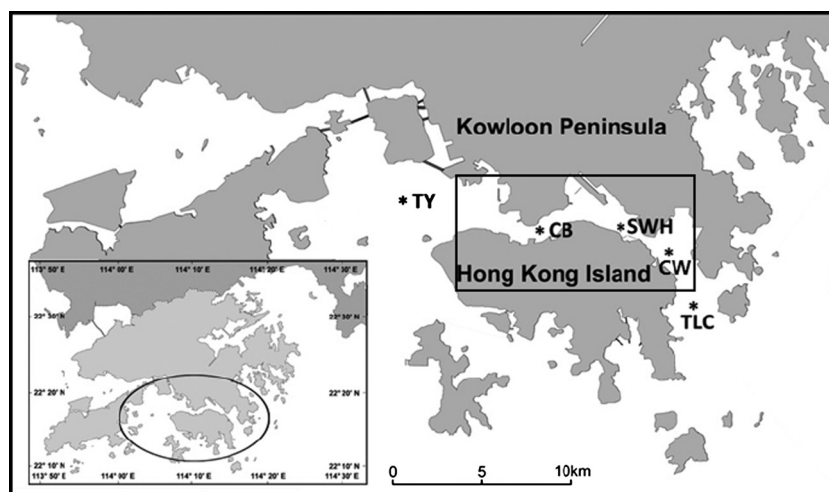 Kowloon Peninsula
* TY
* CB
* SWH
*
CW
Hong Kong Island
*
TLC
113° 50' E 114° 00' E 114° 10' E 114° 20' E 114° 30' E
22° 30' N 22° 30' N
22° 20' N 22° 20' N
22° 10' N 22° 10' N
113° 50' E 114° 00' E 114° 10' E 114° 20' E 114° 30' E
0 5 10km